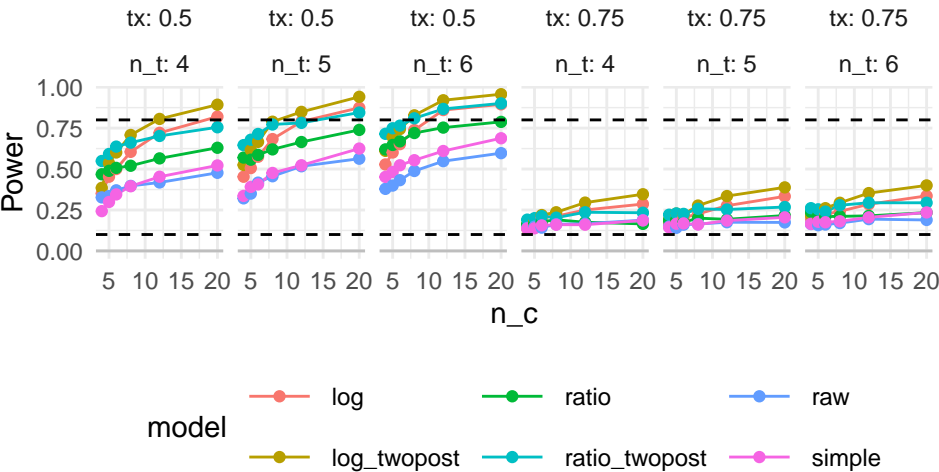 tx: 0.5 tx: 0.5 tx: 0.5 tx: 0.75 tx: 0.75 tx: 0.75
n_t: 4 n_t: 5 n_t: 6 n_t: 4 n_t: 5 n_t: 6
1.00
0.75
0.50
0.25
0.00
Power
5 10 15 20 5 10 15 20 5 10 15 20 5 10 15 20 5 10 15 20 5 10 15 20
n_c
model
log ratio raw
log_twopost ratio_twopost simple